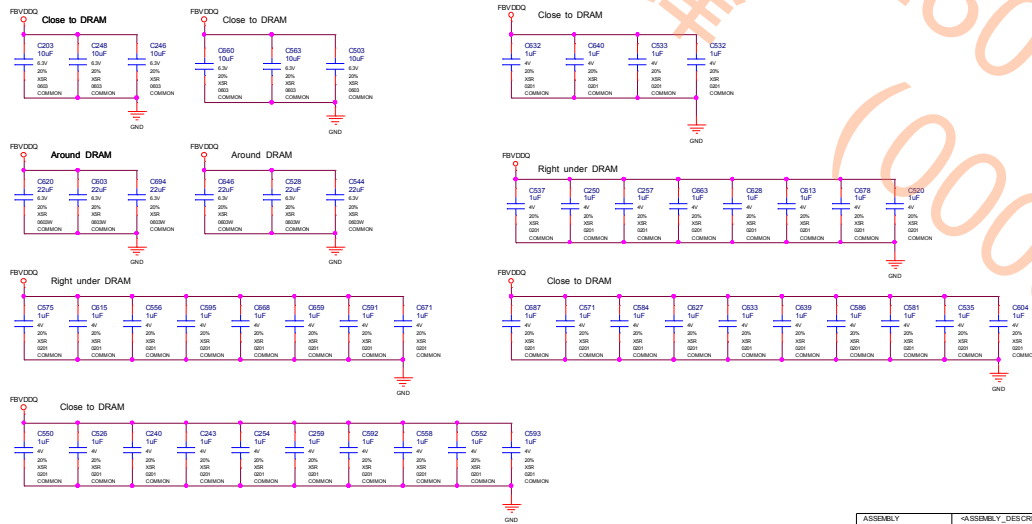 FBVDDQ
Close to DRAM
C203 C248 C246
10uF 10uF 10uF
6.3V 6.3V 6.3V
20% 20% 20%
X5R X5R X5R
0603 0603 0603
COMMON COMMON COMMON
GND
FBVDDQ
Close to DRAM
C660 C563 C503
10uF 10uF 10uF
6.3V 6.3V 6.3V
20% 20% 20%
X5R X5R X5R
0603 0603 0603
COMMON COMMON COMMON
GND
FBVDDQ
Close to DRAM
C632 C640 C533 C532
1uF 1uF 1uF 1uF
4V 4V 4V 4V
20% 20% 20% 20%
X5R X5R X5R X5R
0201 0201 0201 0201
COMMON COMMON COMMON COMMON
GND
FBVDDQ
Around DRAM
C620 C603 C694
22uF 22uF 22uF
6.3V 6.3V 6.3V
20% 20% 20%
X5R X5R X5R
0603W 0603W 0603W
COMMON COMMON COMMON
GND
FBVDDQ
Around DRAM
C646 C528 C544
22uF 22uF 22uF
6.3V 6.3V 6.3V
20% 20% 20%
X5R X5R X5R
0603W 0603W 0603W
COMMON COMMON COMMON
GND
FBVDDQ
Right under DRAM
C537 C250 C257 C663 C628 C613 C678 C520
1uF 1uF 1uF 1uF 1uF 1uF 1uF 1uF
4V 4V 4V 4V 4V 4V 4V 4V
20% 20% 20% 20% 20% 20% 20% 20%
X5R X5R X5R X5R X5R X5R X5R X5R
0201 0201 0201 0201 0201 0201 0201 0201
COMMON COMMON COMMON COMMON COMMON COMMON COMMON COMMON
GND
FBVDDQ
Right under DRAM
C575 C615 C556 C595 C668 C659 C591 C671
1uF 1uF 1uF 1uF 1uF 1uF 1uF 1uF
4V 4V 4V 4V 4V 4V 4V 4V
20% 20% 20% 20% 20% 20% 20% 20%
X5R X5R X5R X5R X5R X5R X5R X5R
0201 0201 0201 0201 0201 0201 0201 0201
COMMON COMMON COMMON COMMON COMMON COMMON COMMON COMMON
GND
FBVDDQ
Close to DRAM
C687 C571 C584 C627 C633 C639 C586 C581 C535 C604
1uF 1uF 1uF 1uF 1uF 1uF 1uF 1uF 1uF 1uF
4V 4V 4V 4V 4V 4V 4V 4V 4V 4V
20% 20% 20% 20% 20% 20% 20% 20% 20% 20%
X5R X5R X5R X5R X5R X5R X5R X5R X5R X5R
0201 0201 0201 0201 0201 0201 0201 0201 0201 0201
COMMON COMMON COMMON COMMON COMMON COMMON COMMON COMMON COMMON
GND
FBVDDQ
Close to DRAM
C550 C526 C240 C243 C254 C259 C592 C558 C552 C593
1uF 1uF 1uF 1uF 1uF 1uF 1uF 1uF 1uF 1uF
4V 4V 4V 4V 4V 4V 4V 4V 4V 4V
20% 20% 20% 20% 20% 20% 20% 20% 20% 20%
X5R X5R X5R X5R X5R X5R X5R X5R X5R X5R
0201 0201 0201 0201 0201 0201 0201 0201 0201 0201
COMMON COMMON COMMON COMMON COMMON COMMON COMMON COMMON COMMON COMMON
GND
ASSEMBLY
(000